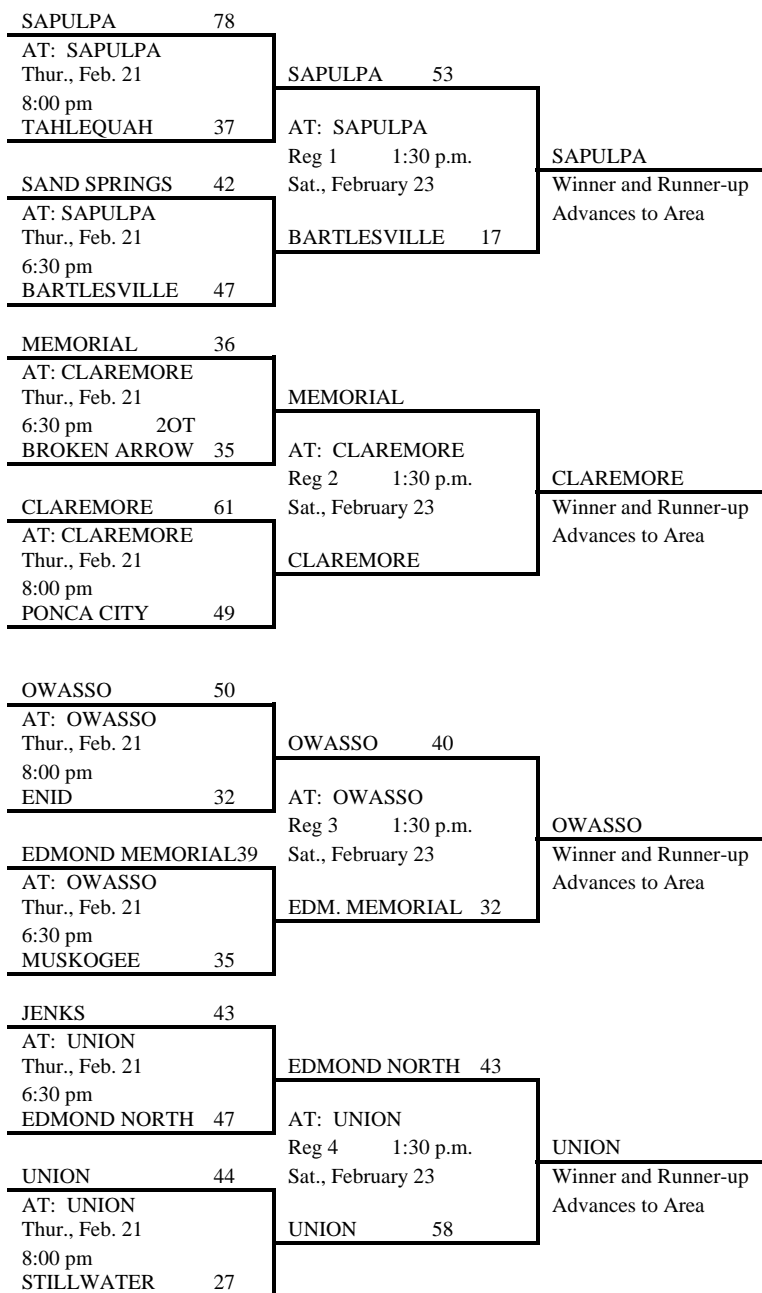 SAPULPA 78
AT: SAPULPA
Thur., Feb. 21
8:00 pm
TAHLEQUAH 37
SAND SPRINGS 42
AT: SAPULPA
Thur., Feb. 21
6:30 pm
BARTLESVILLE 47
SAPULPA 53
AT: SAPULPA
Reg 1 1:30 p.m.
Sat., February 23
BARTLESVILLE 17
SAPULPA
Winner and Runner-up
Advances to Area
MEMORIAL 36
AT: CLAREMORE
Thur., Feb. 21
6:30 pm 2OT
BROKEN ARROW 35
CLAREMORE 61
AT: CLAREMORE
Thur., Feb. 21
8:00 pm
PONCA CITY 49
MEMORIAL
AT: CLAREMORE
Reg 2 1:30 p.m.
Sat., February 23
CLAREMORE
CLAREMORE
Winner and Runner-up
Advances to Area
OWASSO 50
AT: OWASSO
Thur., Feb. 21
8:00 pm
ENID 32
EDMOND MEMORIAL39
AT: OWASSO
Thur., Feb. 21
6:30 pm
MUSKOGEE 35
OWASSO 40
AT: OWASSO
Reg 3 1:30 p.m.
Sat., February 23
EDM. MEMORIAL 32
OWASSO
Winner and Runner-up
Advances to Area
JENKS 43
AT: UNION
Thur., Feb. 21
6:30 pm
EDMOND NORTH 47
UNION 44
AT: UNION
Thur., Feb. 21
8:00 pm
STILLWATER 27
EDMOND NORTH 43
AT: UNION
Reg 4 1:30 p.m.
Sat., February 23
UNION 58
UNION
Winner and Runner-up
Advances to Area